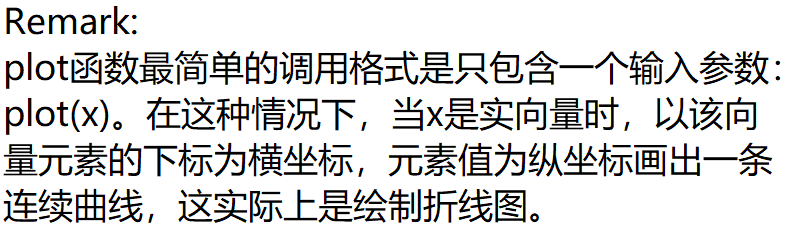 Remark:
plot函数最简单的调用格式是只包含一个输入参数：
plot(x)。在这种情况下，当x是实向量时，以该向
量元素的下标为横坐标，元素值为纵坐标画出一条
连续曲线，这实际上是绘制折线图。